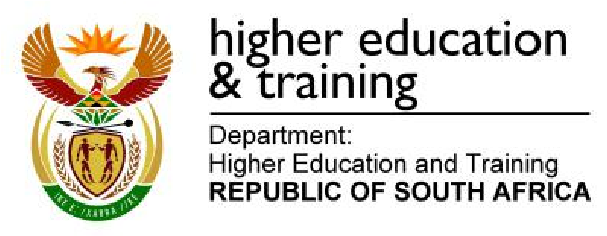 higher education
& training
Department:
Higher Education and Training
REPUBLIC OF SOUTH AFRICA